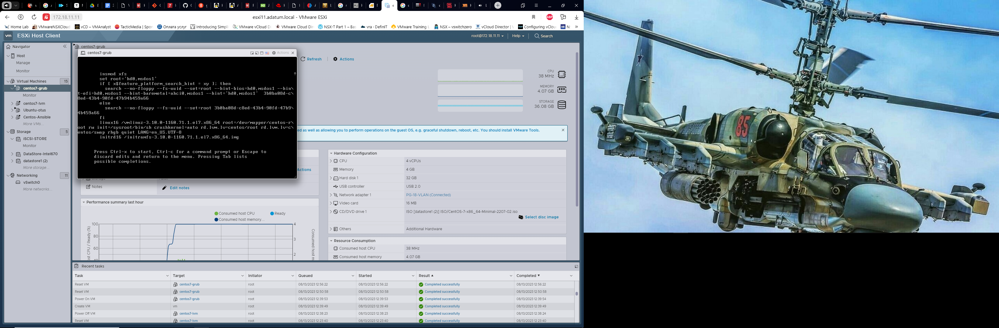 172.18.11.11
esxi11.adatum.local - VMware ESXi
ABP
Home Lab
VMwareNSXCloud
vCD – VMAnalyst
TacticMedia | Spon
Оплата услуг
Introducing Simpli
VMware vCloud Di
VMware Cloud Dire
NSX-T Part 1 – Bas
vra · DefinIT
VMware Training L
NSX – vswitchzero
vCloud Director | V
Configuring vClou
vm ESXi Host Client
root@172.18.11.11
Help
Search
Navigator
Host
Manage
Monitor
Virtual Machines 15
centos7-grub
Monitor
centos7-lvm
Ubuntu-otus
Centos-Ansible
More VMs...
Storage 5
iSCSI-STORE
Monitor
DataStore-Intel670
datastore1 (2)
More storage...
Networking 11
vSwitch0
More networks...
centos7-grub
centos7-grub
Actions
insmod xfs
set root='hd0,msdos1'
if [ x$feature_platform_search_hint = xy ]; then
search --no-floppy --fs-uuid --set=root --hint-bios=hd0,msdos1 --hin\
t-efi=hd0,msdos1 --hint-baremetal=ahci0,msdos1 --hint='hd0,msdos1'  3b0ba08d-c\
8ed-43b4-90fd-47b94b459a66
else
search --no-floppy --fs-uuid --set=root 3b0ba08d-c8ed-43b4-90fd-47b9\
4b459a66
fi
linux16 /vmlinuz-3.10.0-1160.71.1.el7.x86_64 root=/dev/mapper/centos-r\
oot rw init=/sysroot/bin/sh crashkernel=auto rd.lvm.lv=centos/root rd.lvm.lv=c\
entos/swap rhgb quiet LANG=en_US.UTF-8
initrd16 /initramfs-3.10.0-1160.71.1.el7.x86_64.img
Press Ctrl-x to start, Ctrl-c for a command prompt or Escape to
discard edits and return to the menu. Pressing Tab lists
possible completions.
Refresh
Actions
CPU
38 MHz
MEMORY
4.07 GB
STORAGE
36.08 GB
ed as well as allowing you to perform operations on the guest OS, e.g. graceful shutdown, reboot, etc. You should install VMware Tools.
Actions
Notes
Edit notes
Hardware Configuration
CPU 4 vCPUs
Memory 4 GB
Hard disk 1 32 GB
USB controller USB 2.0
Network adapter 1 PG-18-VLAN (Connected)
Video card 16 MB
CD/DVD drive 1 ISO [datastore1 (2)] ISO/CentOS-7-x86_64-Minimal-2207-02.iso
Select disc image
Others Additional Hardware
Performance summary last hour
Consumed host CPU
Ready
Consumed host memory...
100
80
60
4
3
2
ost CPU / Ready (%)
Consumed host m
Resource Consumption
Consumed host CPU 38 MHz
Consumed host memory 4.07 GB
Recent tasks
Task Target Initiator Queued Started Result Completed
Reset VM centos7-grub root 08/13/2023 12:56:22 08/13/2023 12:56:22 Completed successfully 08/13/2023 12:56:22
Reset VM centos7-grub root 08/13/2023 12:50:58 08/13/2023 12:50:58 Completed successfully 08/13/2023 12:50:58
Power On VM centos7-grub root 08/13/2023 12:39:53 08/13/2023 12:39:53 Completed successfully 08/13/2023 12:39:54
Create VM vm root 08/13/2023 12:39:49 08/13/2023 12:39:49 Completed successfully 08/13/2023 12:39:49
Power Off VM centos7-lvm root 08/13/2023 12:38:23 08/13/2023 12:38:23 Completed successfully 08/13/2023 12:38:24
Reset VM centos7-lvm root 08/13/2023 12:23:40 08/13/2023 12:23:40 Completed successfully 08/13/2023 12:23:40
85